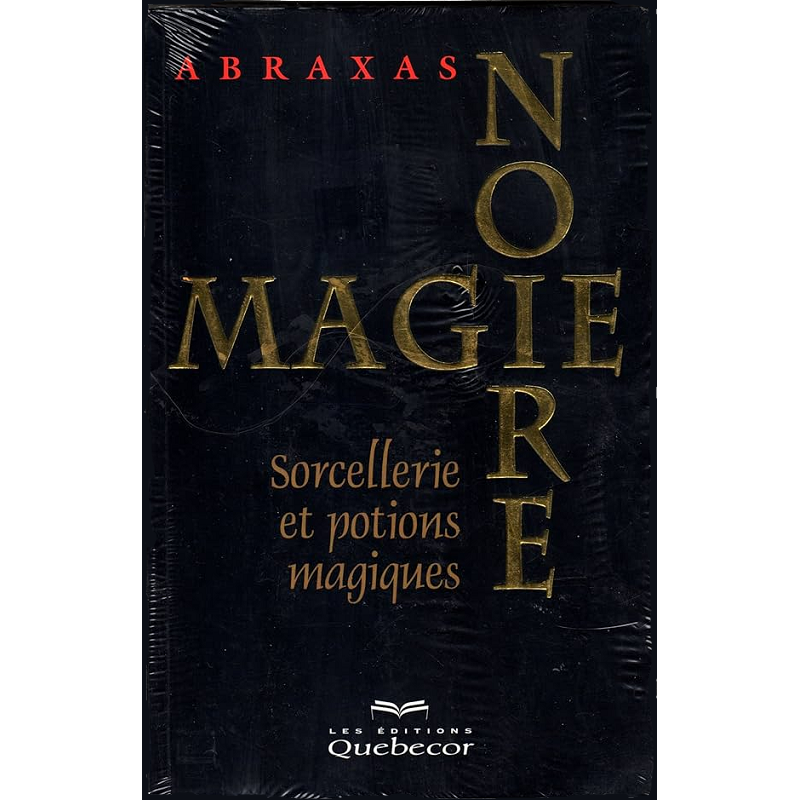 ABRAXAS
MAGIE
NOIRE
Sorcellerie
et potions
magiques
LES ÉDITIONS
Quebecor